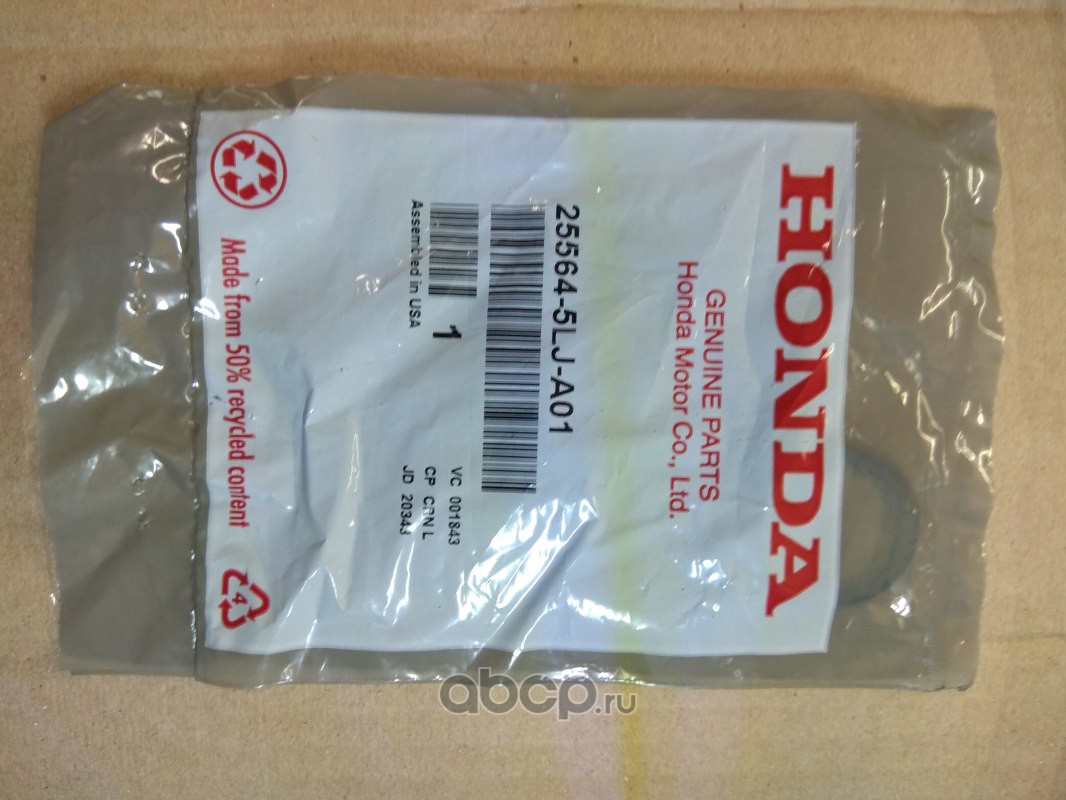 HONDA
GENUINE PARTS
Honda Motor Co., Ltd.
25564-5LJ-A01
1
Assembled in USA
VC 001843
CP CRN L
JD 20343
Made from 50% recycled content
4
abcp.ru